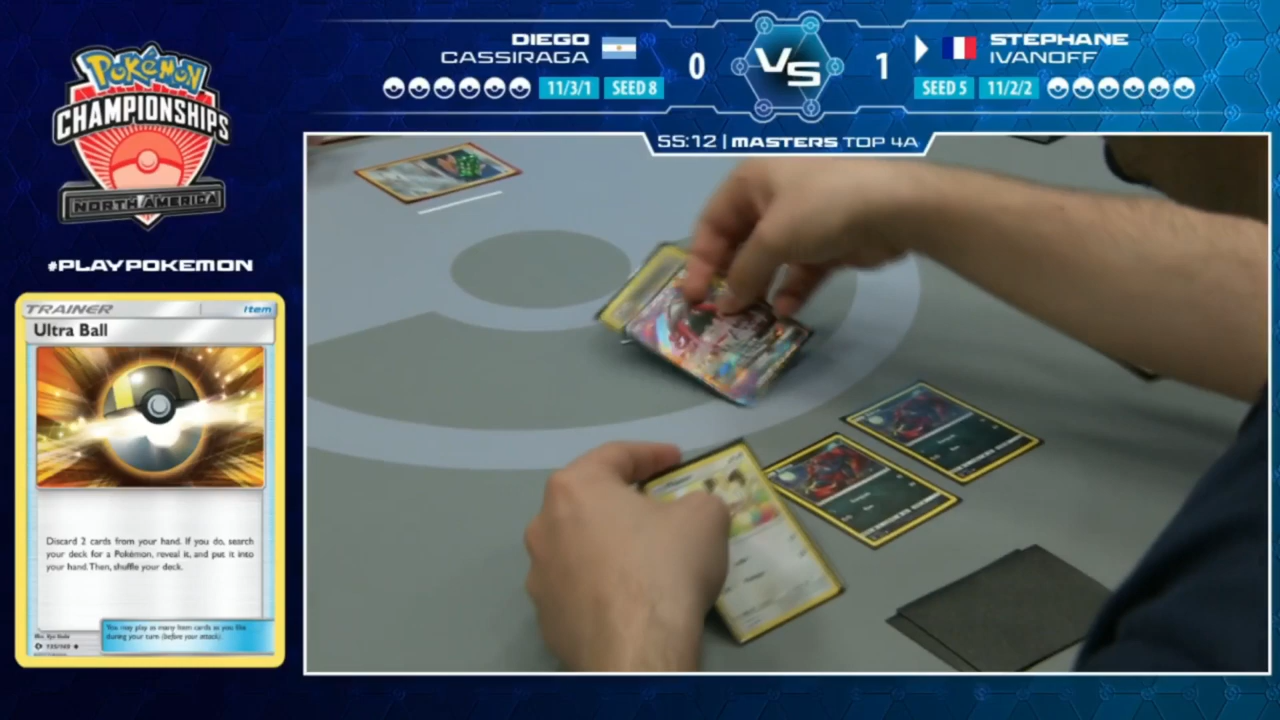 Pokémon
CHAMPIONSHIPS
NORTH AMERICA
#PLAYPOKEMON
DIEGO
CASSIRAGA
11/3/1
SEED 8
0
VS
1
STEPHANE
IVANOFF
SEED 5
11/2/2
55:12 | MASTERS TOP 4A
TRAINER
Item
Ultra Ball
Discard 2 cards from your hand. If you do, search
your deck for a Pokémon, reveal it, and put it into
your hand. Then, shuffle your deck.
You may play as many Item cards as you like
during your turn (before your attack).
135/149